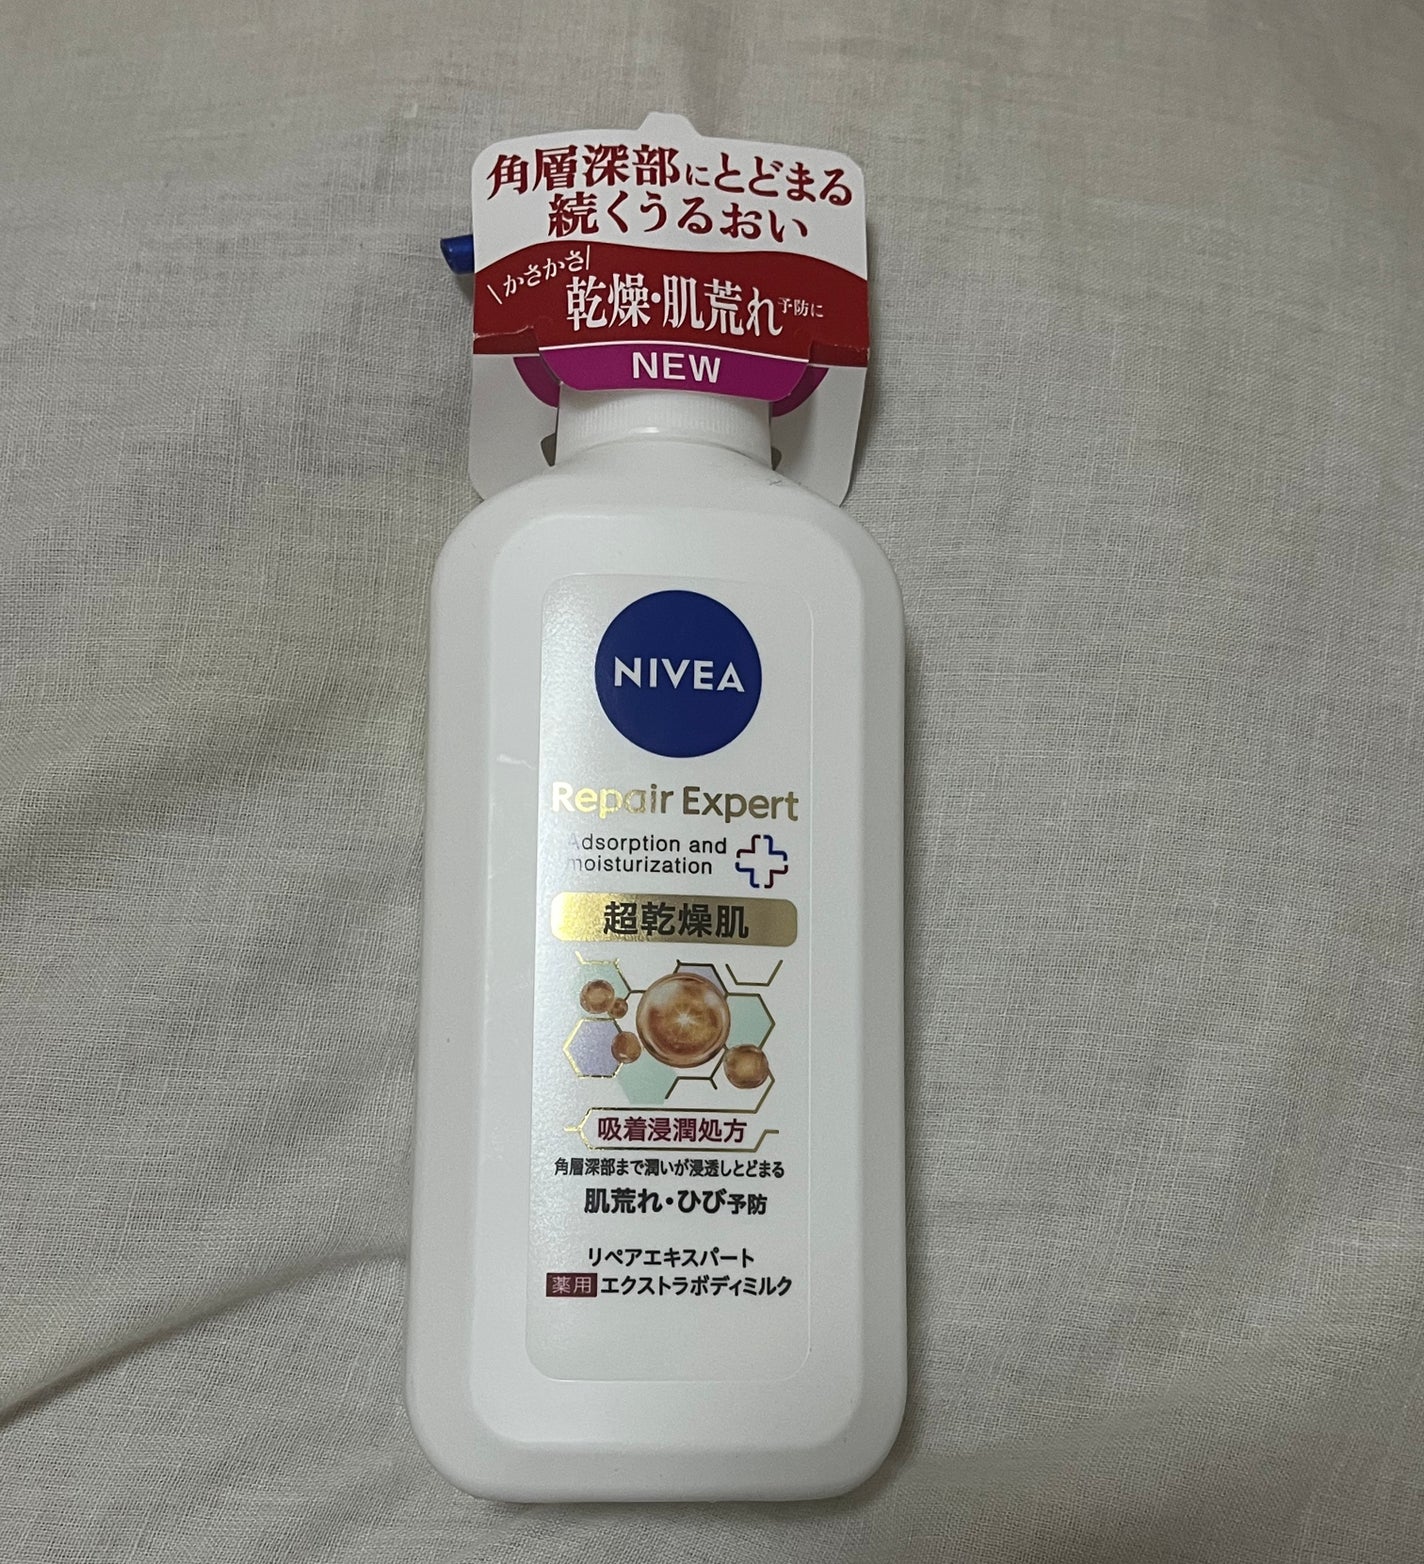 角層深部にとどまる
続くうるおい
\かさかさ/
乾燥・肌荒れ予防に
NEW
NIVEA
Repair Expert
Adsorption and
moisturization
超乾燥肌
吸着浸潤処方
角層深部まで潤いが浸透しとどまる
肌荒れ・ひび予防
リペアエキスパート
薬用 エクストラボディミルク